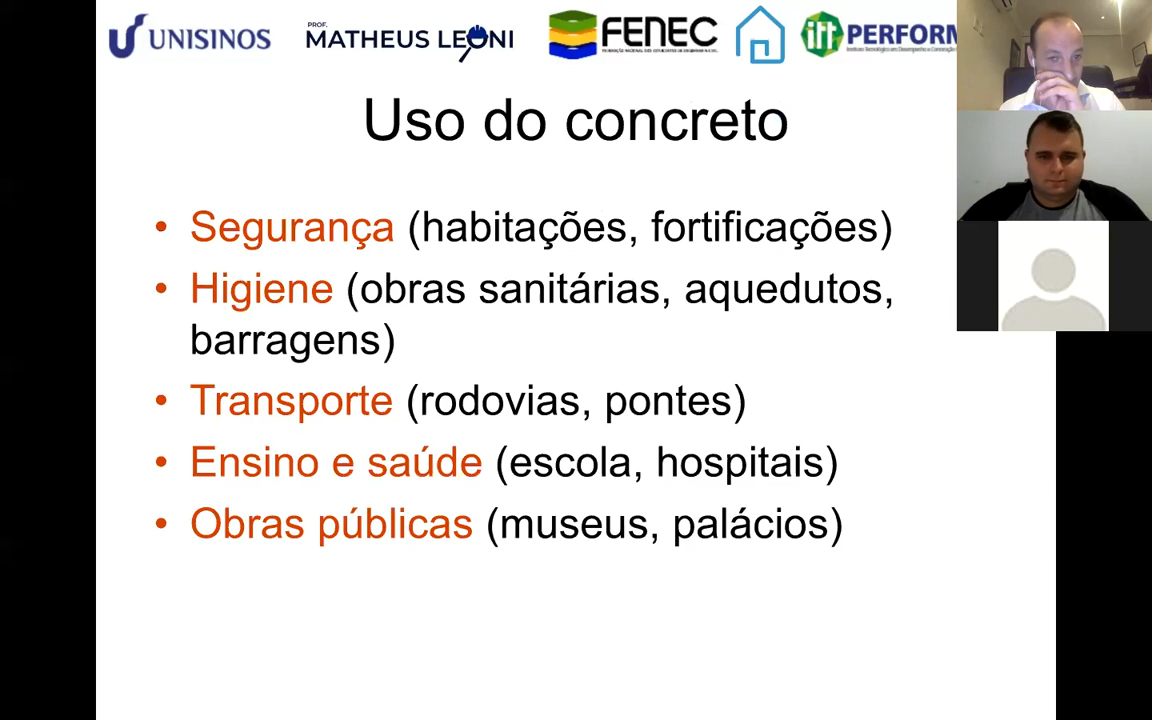 UNISINOS
PROF.
MATHEUS LEONI
FENEC
itt PERFORM
Uso do concreto
• Segurança (habitações, fortificações)
• Higiene (obras sanitárias, aquedutos,
barragens)
• Transporte (rodovias, pontes)
• Ensino e saúde (escola, hospitais)
• Obras públicas (museus, palácios)